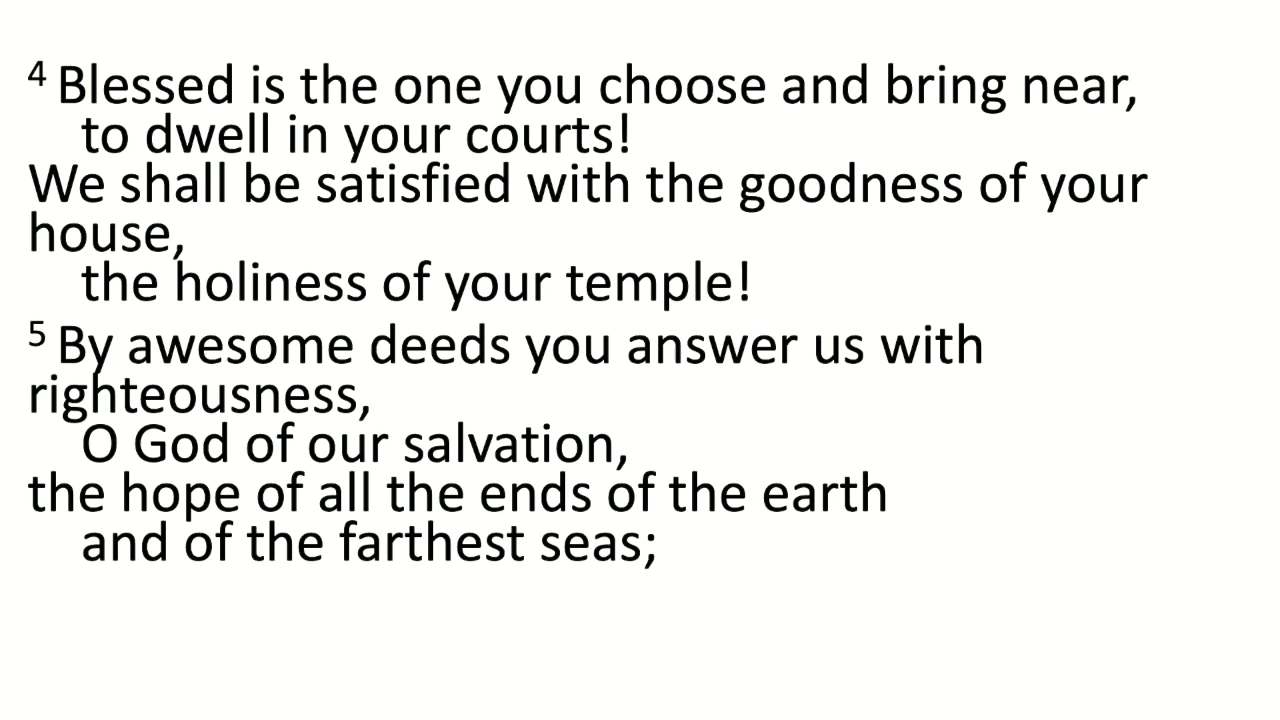 4 Blessed is the one you choose and bring near,
to dwell in your courts!
We shall be satisfied with the goodness of your
house,
the holiness of your temple!
5 By awesome deeds you answer us with
righteousness,
O God of our salvation,
the hope of all the ends of the earth
and of the farthest seas;